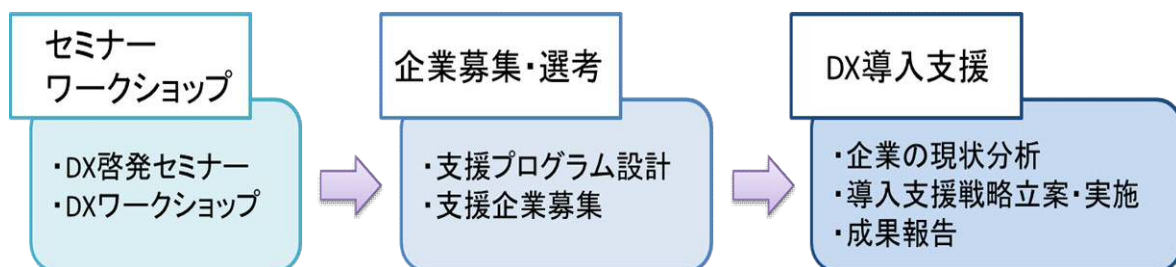 セミナー
ワークショップ
・DX啓発セミナー
・DXワークショップ
企業募集・選考
・支援プログラム設計
・支援企業募集
DX導入支援
・企業の現状分析
・導入支援戦略立案・実施
・成果報告